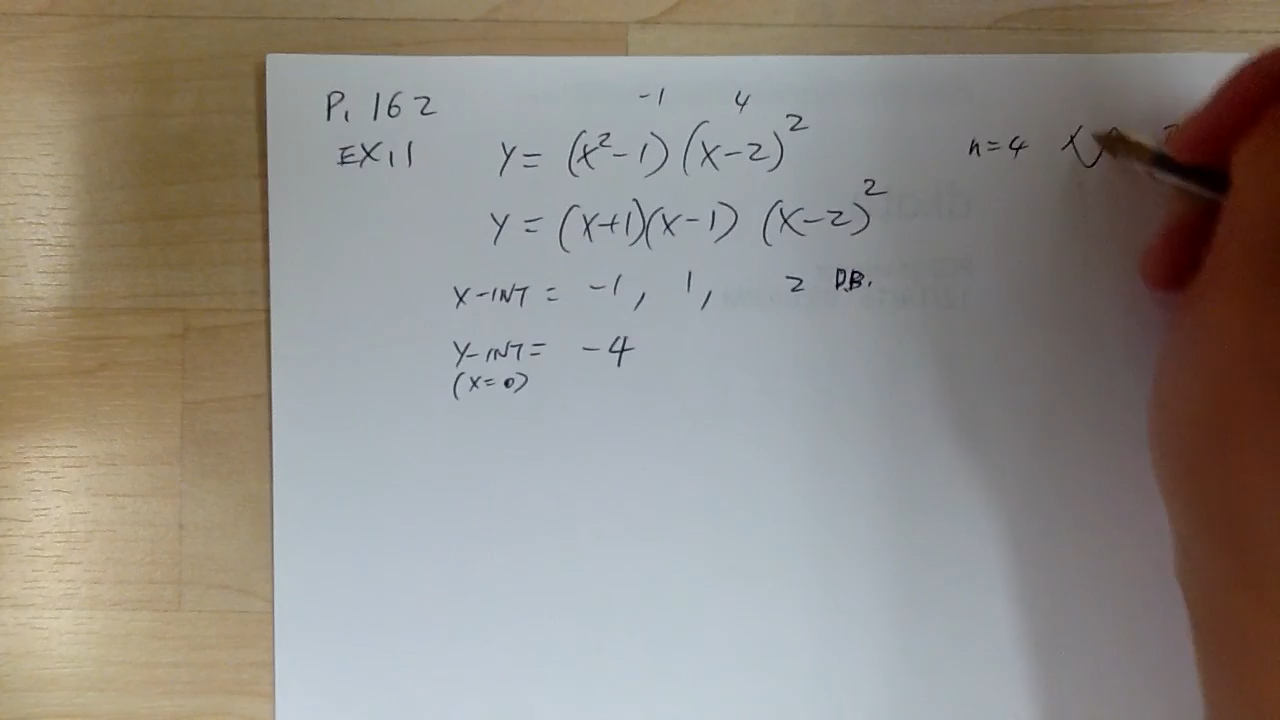 P. 162
EX. 11
-1 4
Y = (X² - 1) (X - 2)²
n = 4
Y = (X+1)(X-1) (X-2)²
X-INT = -1, 1, 2 D.B.
Y-INT = -4
(X=0)